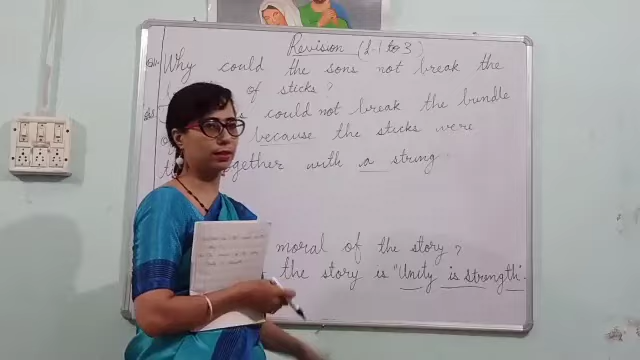 Revision (L-1 to 3)
Why could the sons not break the
of sticks?
could not break the bundle
because the sticks were
together with a string.
moral of the story?
the story is "Unity is strength".